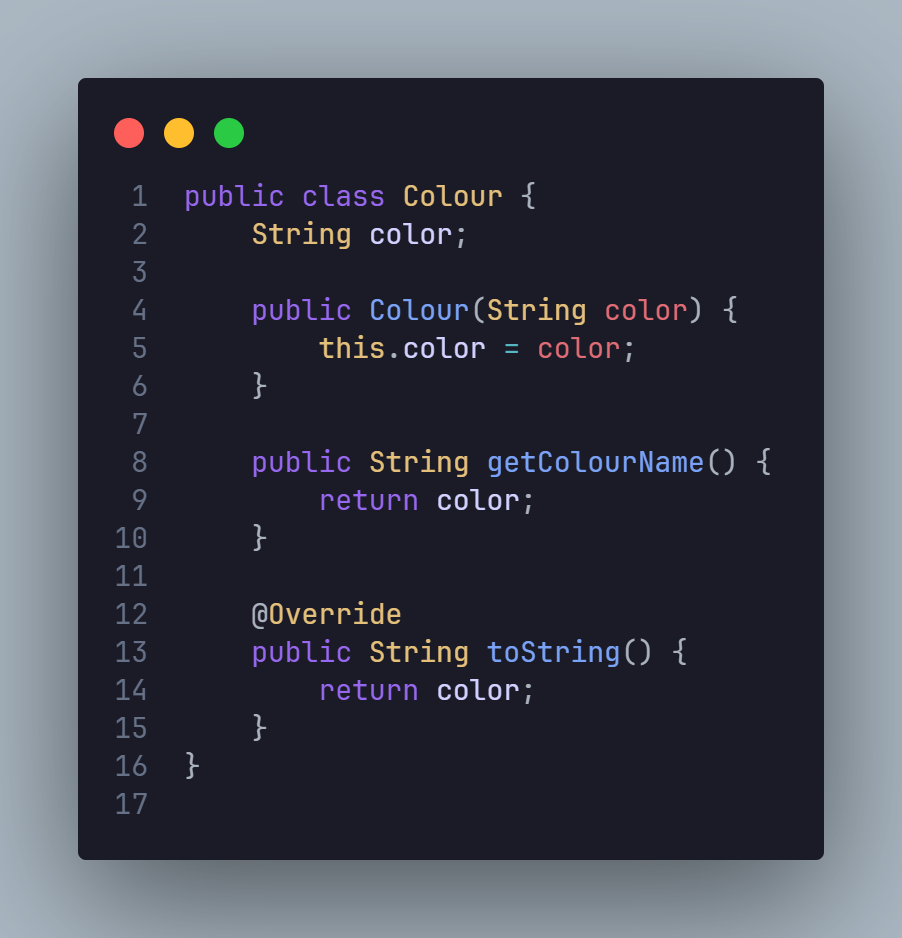 1 public class Colour {
2     String color;
3
4     public Colour(String color) {
5         this.color = color;
6     }
7
8     public String getColourName() {
9         return color;
10     }
11
12     @Override
13     public String toString() {
14         return color;
15     }
16 }
17